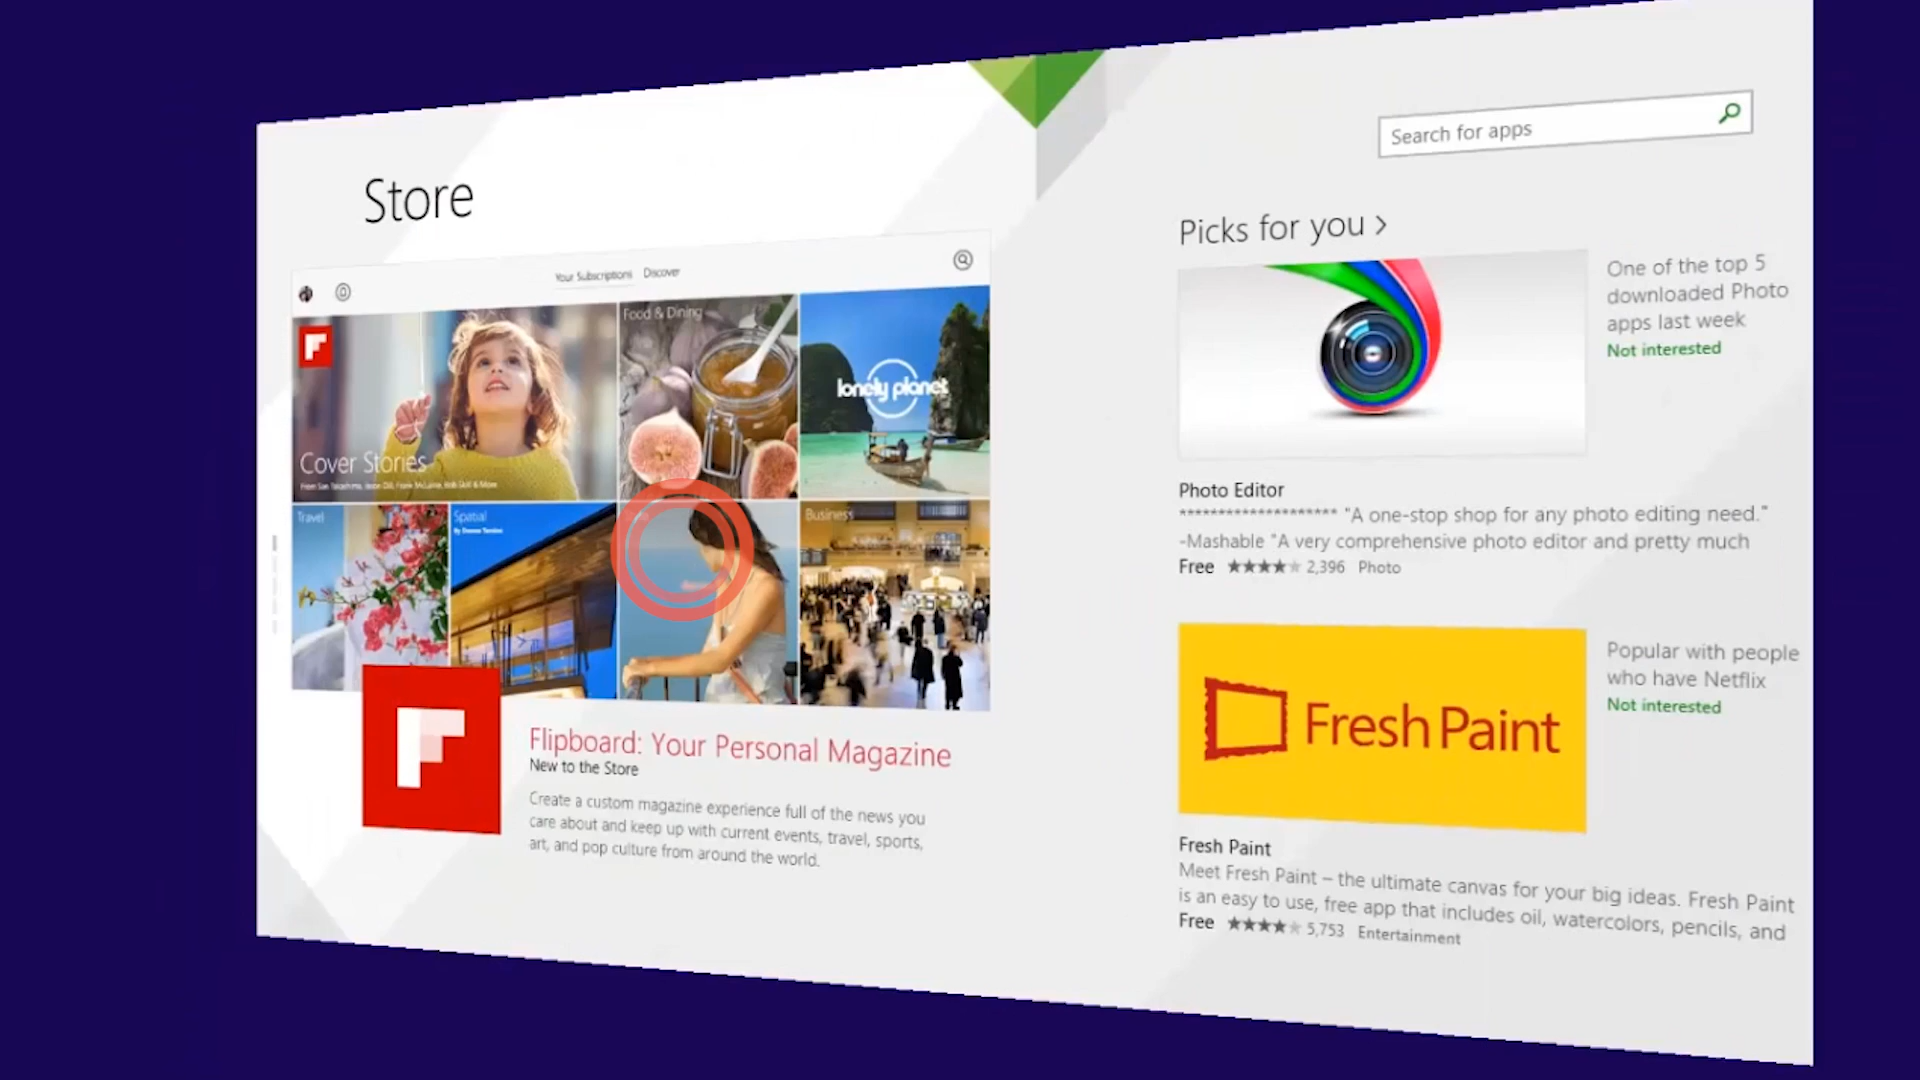 Search for apps
Store
Picks for you >
Your Subscriptions Discover
Food & Dining
lonely planet
Cover Stories
Travel
Spatial
Business
Flipboard: Your Personal Magazine
New to the Store
Create a custom magazine experience full of the news you
care about and keep up with current events, travel, sports,
art, and pop culture from around the world.
One of the top 5
downloaded Photo
apps last week
Not interested
Photo Editor
******************** "A one-stop shop for any photo editing need."
-Mashable "A very comprehensive photo editor and pretty much
Free ★★★★★ 2,396 Photo
Fresh Paint
Popular with people
who have Netflix
Not interested
Fresh Paint
Meet Fresh Paint – the ultimate canvas for your big ideas. Fresh Paint
is an easy to use, free app that includes oil, watercolors, pencils, and
Free ★★★★★ 5,753 Entertainment